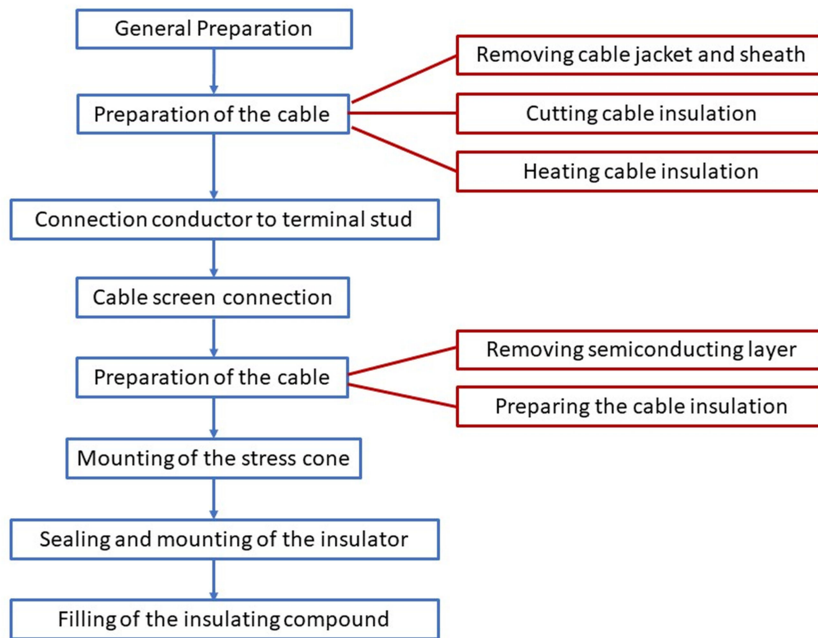 General Preparation
Removing cable jacket and sheath
Preparation of the cable
Cutting cable insulation
Heating cable insulation
Connection conductor to terminal stud
Cable screen connection
Removing semiconducting layer
Preparation of the cable
Preparing the cable insulation
Mounting of the stress cone
Sealing and mounting of the insulator
Filling of the insulating compound